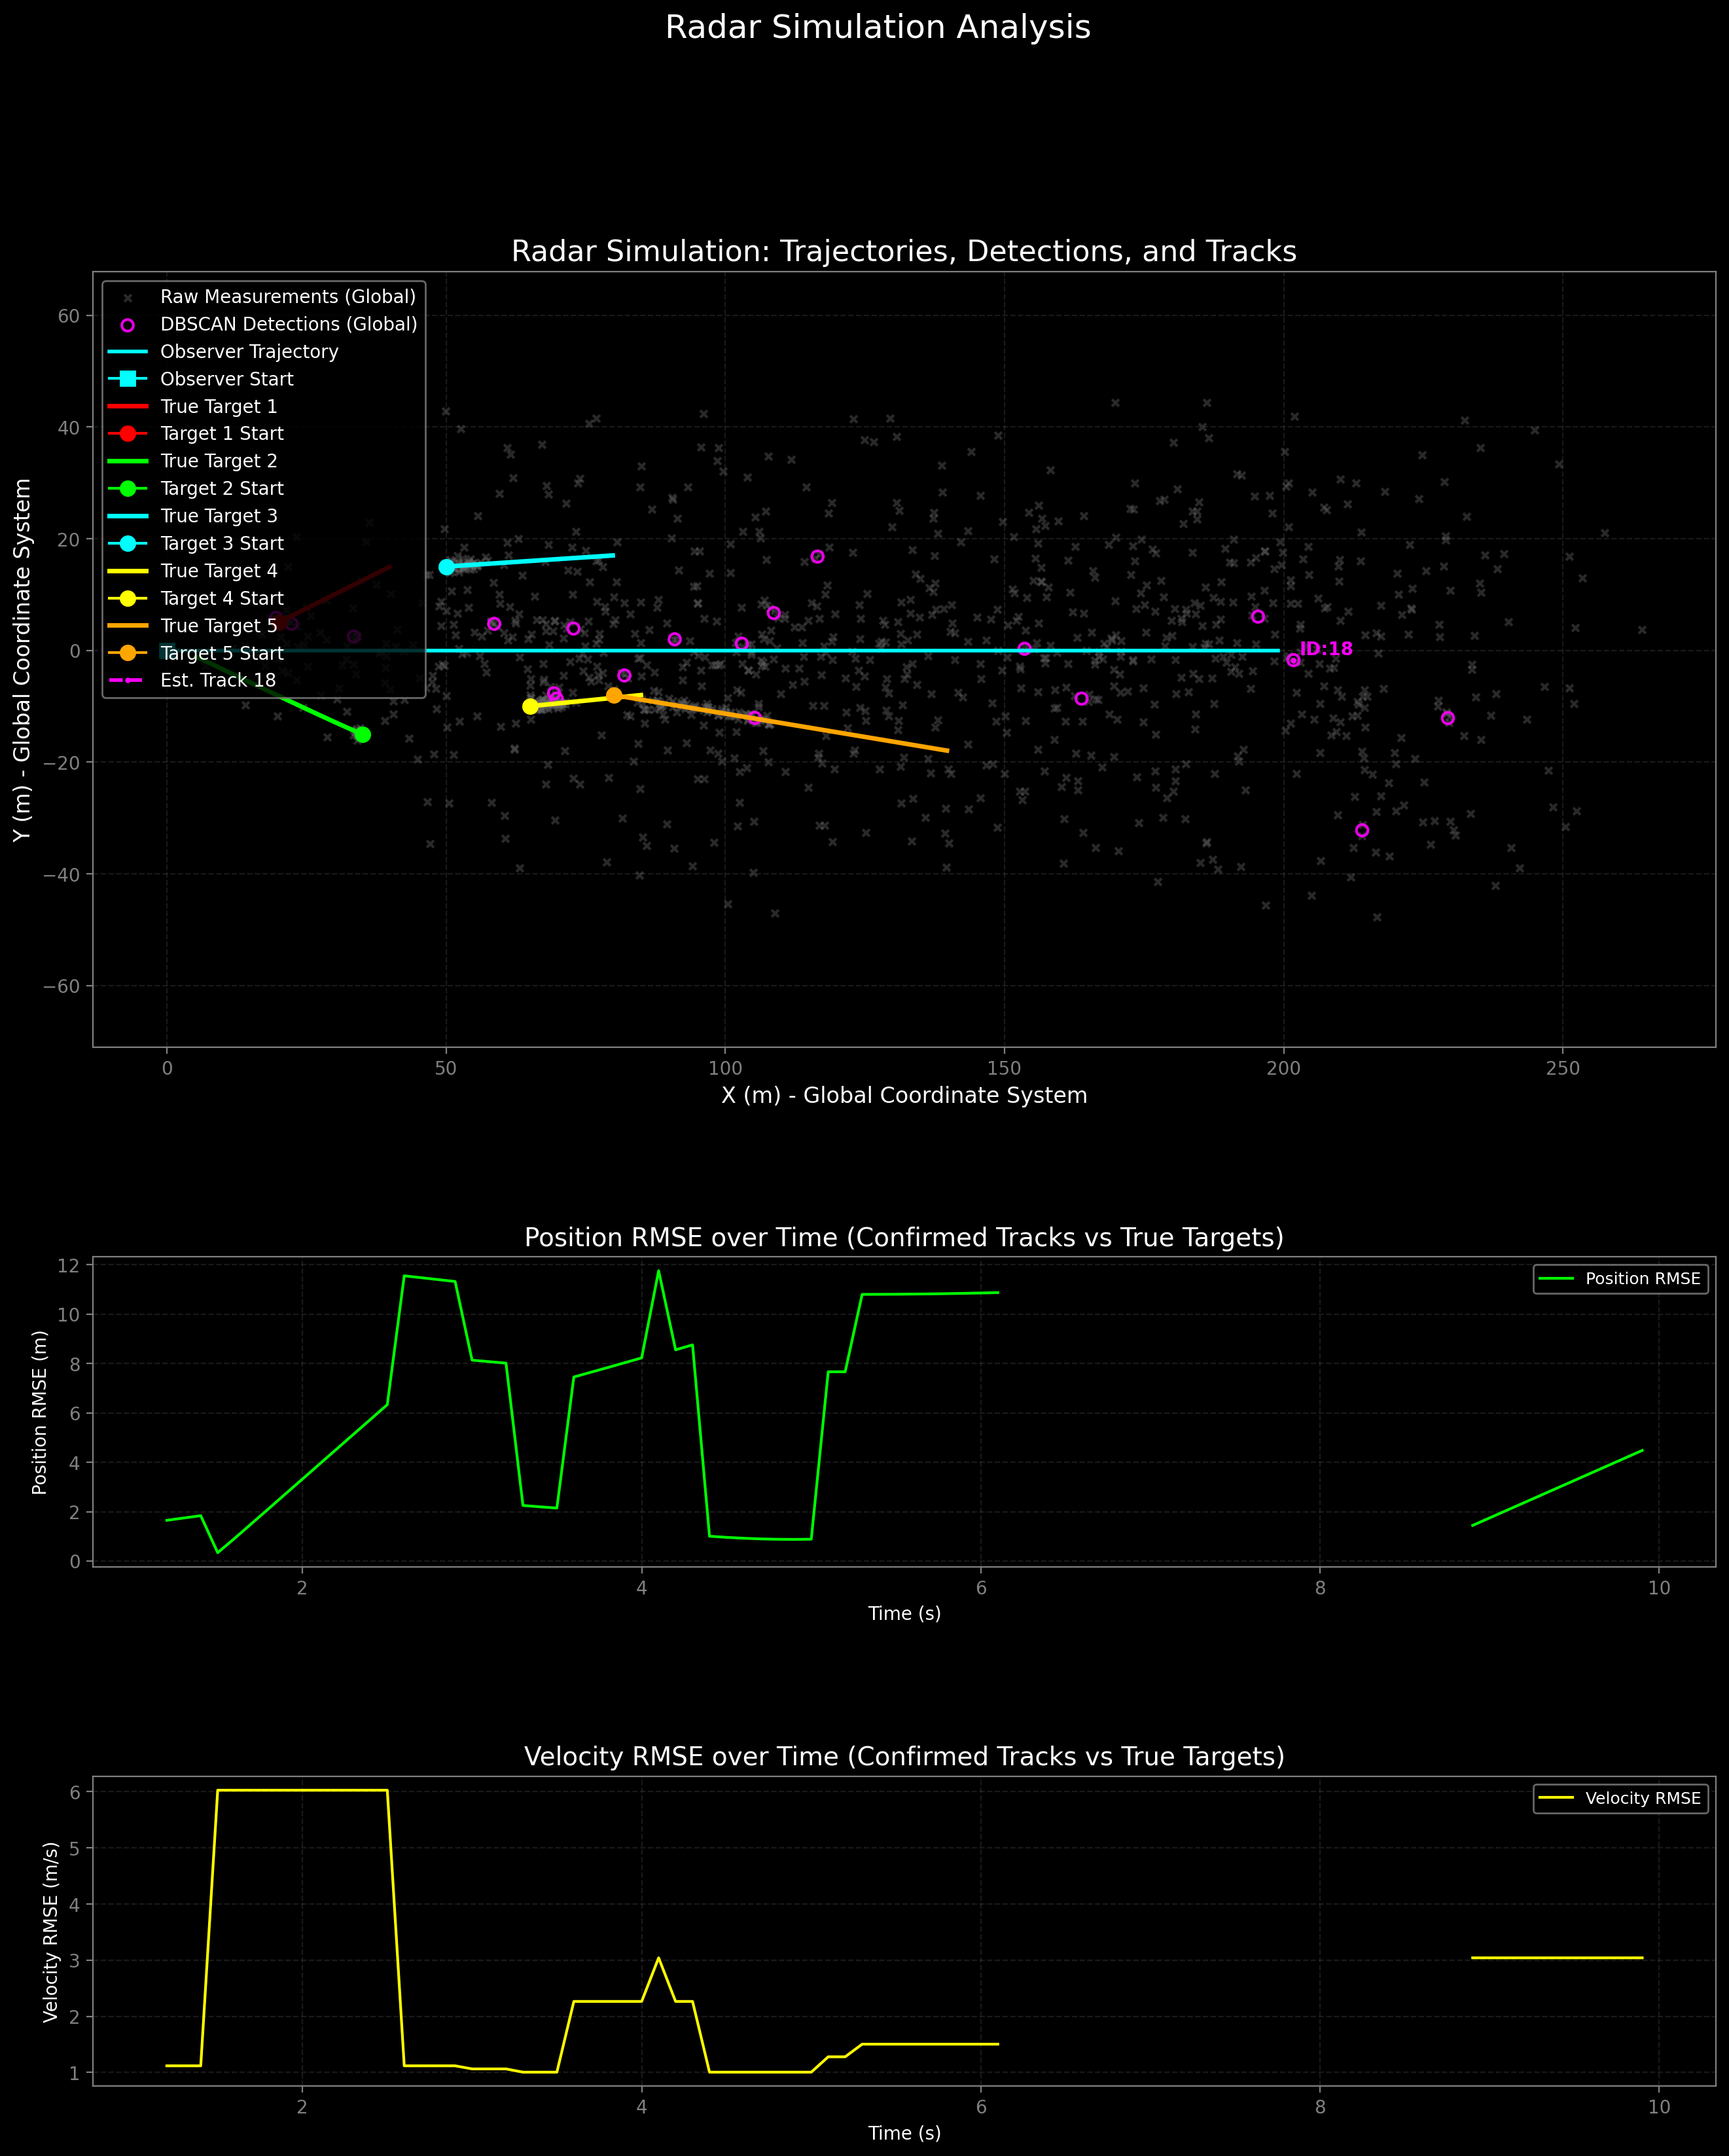 Radar Simulation Analysis
Radar Simulation: Trajectories, Detections, and Tracks
Raw Measurements (Global)
DBSCAN Detections (Global)
Observer Trajectory
Observer Start
True Target 1
Target 1 Start
True Target 2
Target 2 Start
True Target 3
Target 3 Start
True Target 4
Target 4 Start
True Target 5
Target 5 Start
Est. Track 18
ID:18
60
40
20
0
−20
−40
−60
Y (m) - Global Coordinate System
0 50 100 150 200 250
X (m) - Global Coordinate System
Position RMSE over Time (Confirmed Tracks vs True Targets)
Position RMSE
12
10
8
6
4
2
0
Position RMSE (m)
2 4 6 8 10
Time (s)
Velocity RMSE over Time (Confirmed Tracks vs True Targets)
Velocity RMSE
6
5
4
3
2
1
Velocity RMSE (m/s)
2 4 6 8 10
Time (s)